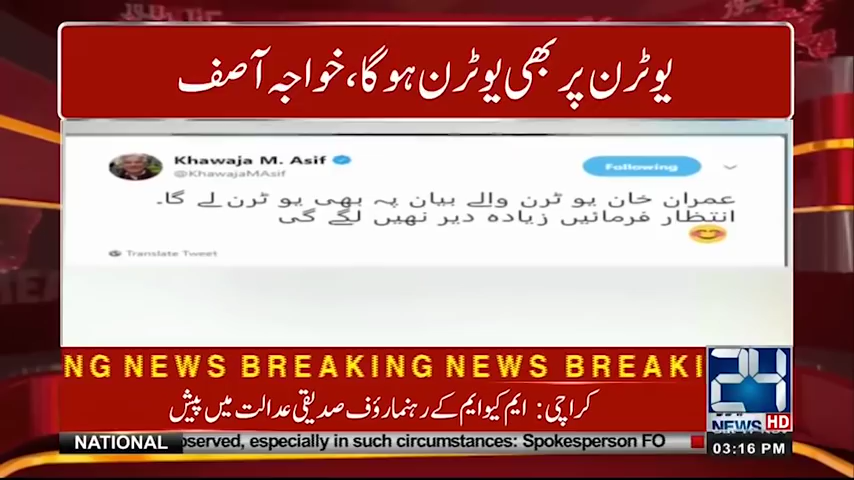 یوٹرن پر بھی یوٹرن ہوگا، خواجہ آصف
Khawaja M. Asif
@KhawajaMAsif
Following
عمران خان یو ٹرن والے بیان پہ بھی یو ٹرن لے گا۔
انتظار فرمائیں زیادہ دیر نہیں لگے گی
Translate Tweet
NG NEWS BREAKING NEWS BREAKI
کراچی: ایم کیو ایم کے رہنما رؤف صدیقی عدالت میں پیش
24
NEWS HD
NATIONAL
bserved, especially in such circumstances: Spokesperson FO
03:16 PM